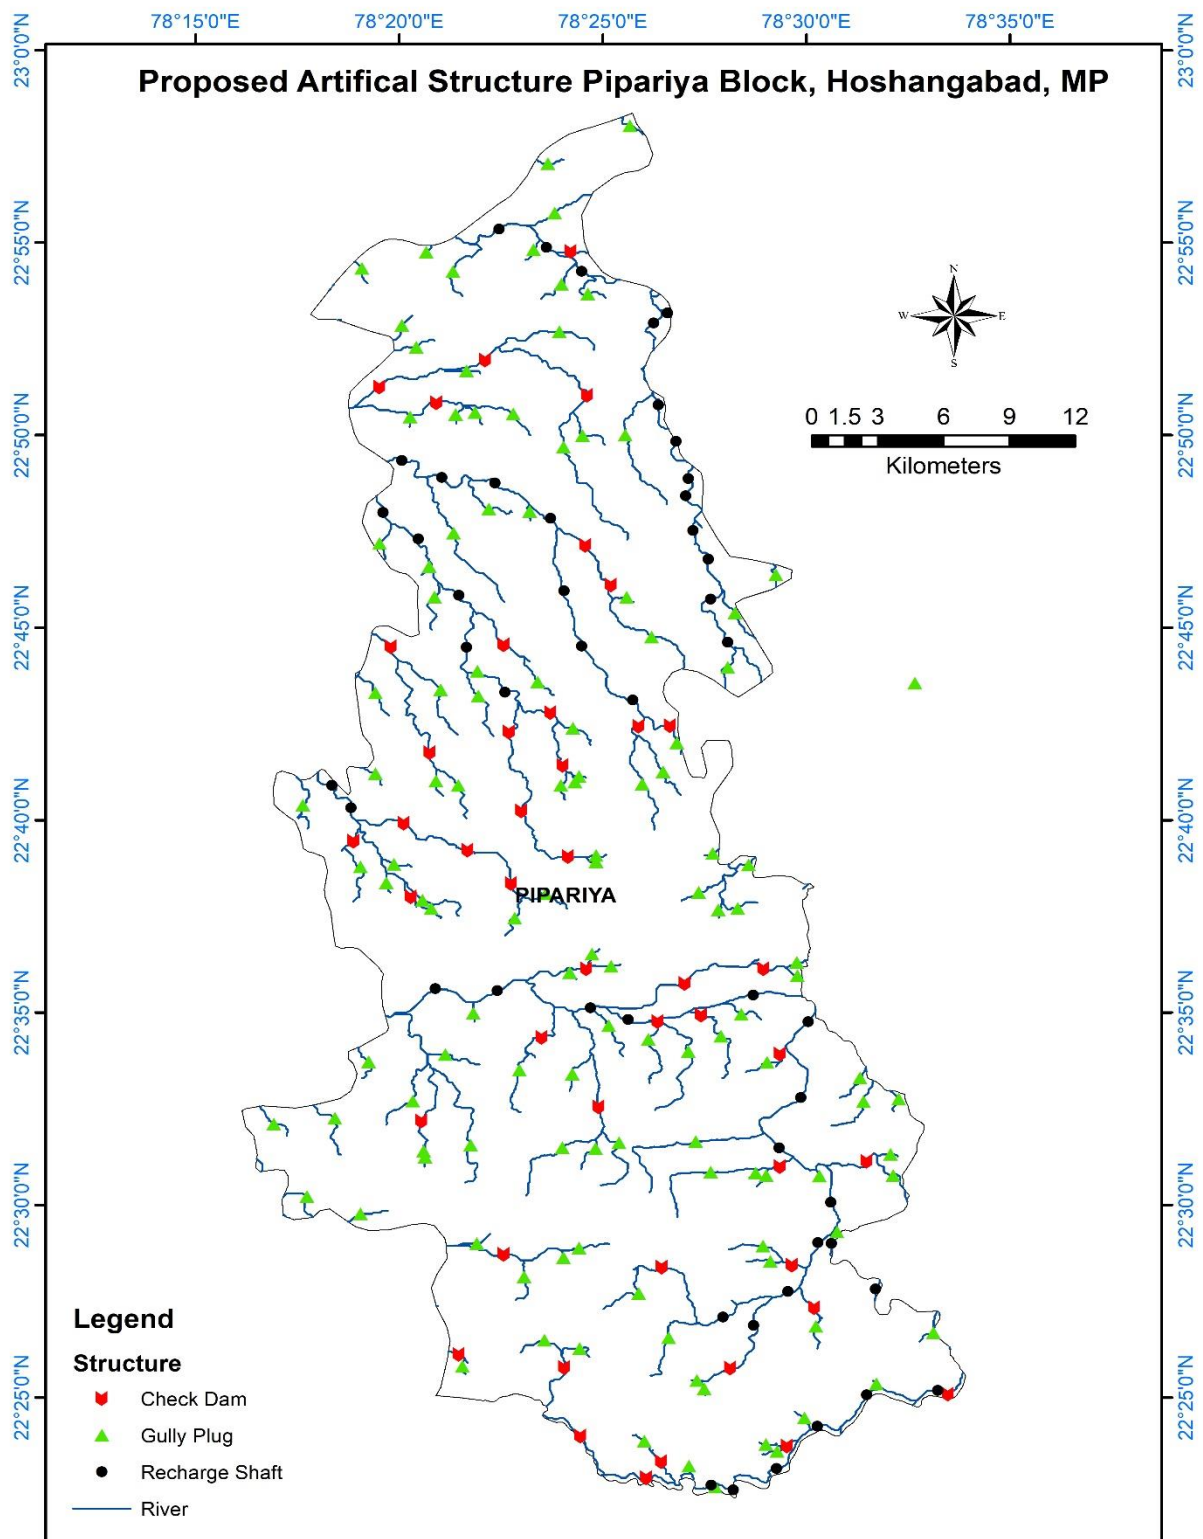 78°15'0"E 78°20'0"E 78°25'0"E 78°30'0"E 78°35'0"E
23°0'0"N 23°0'0"N
Proposed Artifical Structure Pipariya Block, Hoshangabad, MP
22°55'0"N 22°55'0"N
N
W E
S
0 1.5 3 6 9 12
Kilometers
22°50'0"N 22°50'0"N
22°45'0"N 22°45'0"N
22°40'0"N 22°40'0"N
PIPARIYA
22°35'0"N 22°35'0"N
22°30'0"N 22°30'0"N
Legend
Structure
22°25'0"N 22°25'0"N
Check Dam
Gully Plug
Recharge Shaft
River